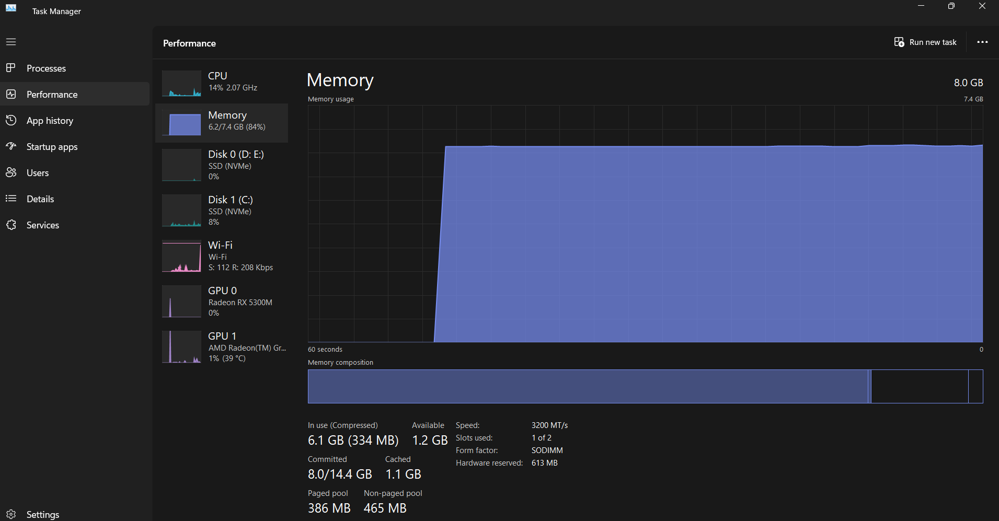 Task Manager
Performance
Run new task
Processes
Performance
App history
Startup apps
Users
Details
Services
Settings
CPU
14% 2.07 GHz
Memory
6.2/7.4 GB (84%)
Disk 0 (D: E:)
SSD (NVMe)
0%
Disk 1 (C:)
SSD (NVMe)
8%
Wi-Fi
Wi-Fi
S: 112 R: 208 Kbps
GPU 0
Radeon RX 5300M
0%
GPU 1
AMD Radeon(TM) Gr...
1% (39 °C)
Memory
8.0 GB
Memory usage
7.4 GB
60 seconds
0
Memory composition
In use (Compressed)
6.1 GB (334 MB)
Available
1.2 GB
Committed
8.0/14.4 GB
Cached
1.1 GB
Paged pool
386 MB
Non-paged pool
465 MB
Speed: 3200 MT/s
Slots used: 1 of 2
Form factor: SODIMM
Hardware reserved: 613 MB